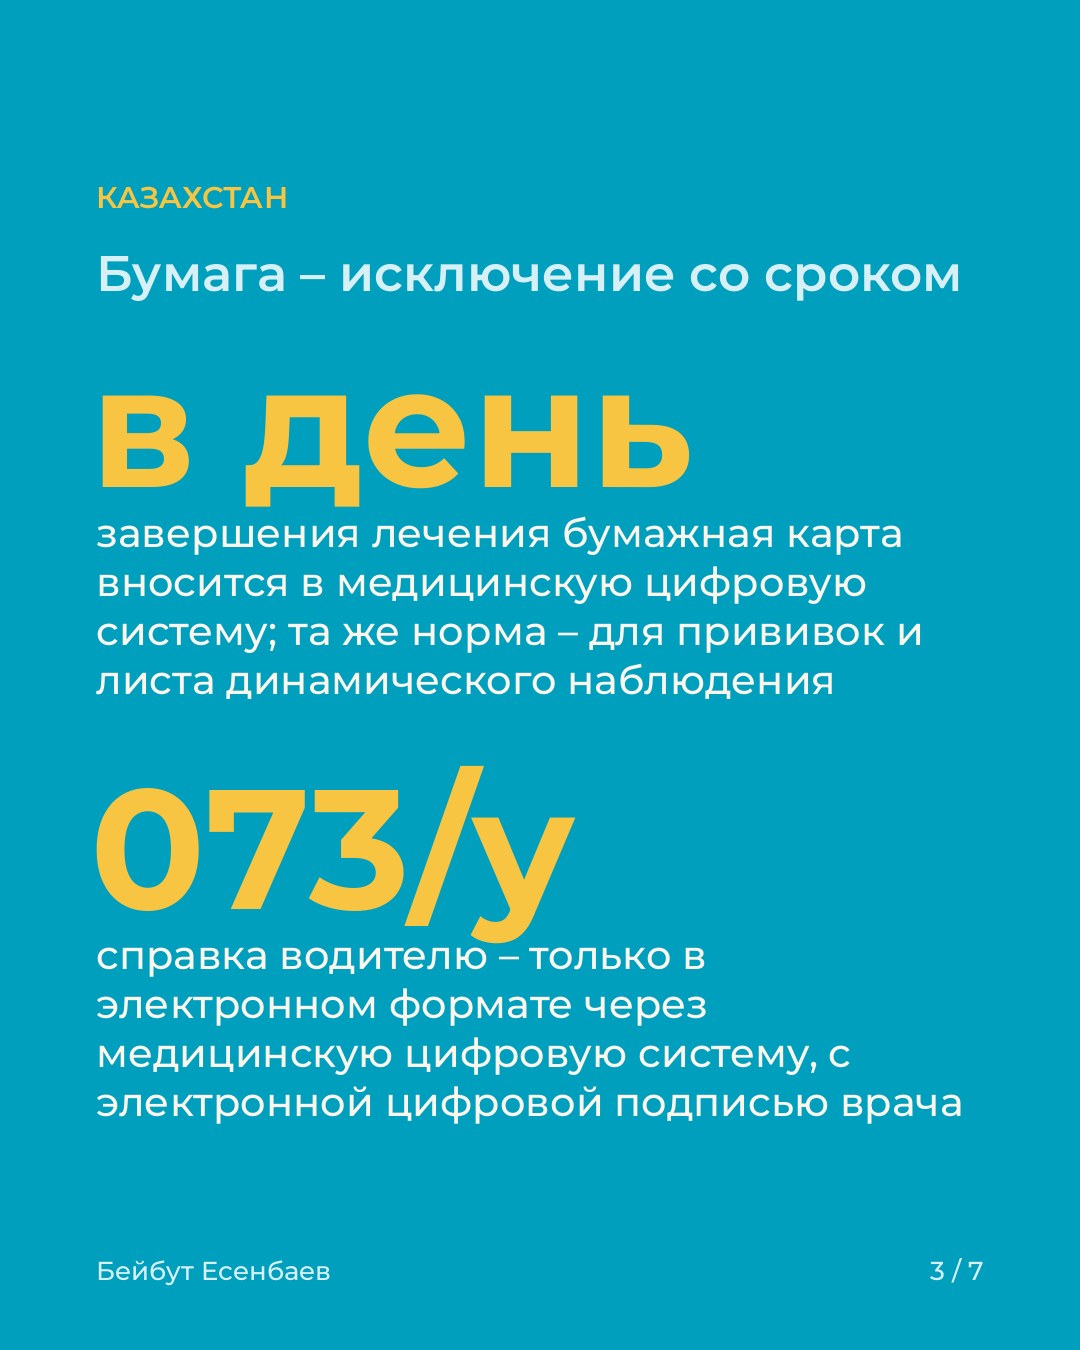 КАЗАХСТАН
Бумага – исключение со сроком
в день
завершения лечения бумажная карта
вносится в медицинскую цифровую
систему; та же норма – для прививок и
листа динамического наблюдения
073/у
справка водителю – только в
электронном формате через
медицинскую цифровую систему, с
электронной цифровой подписью врача
Бейбут Есенбаев
3 / 7